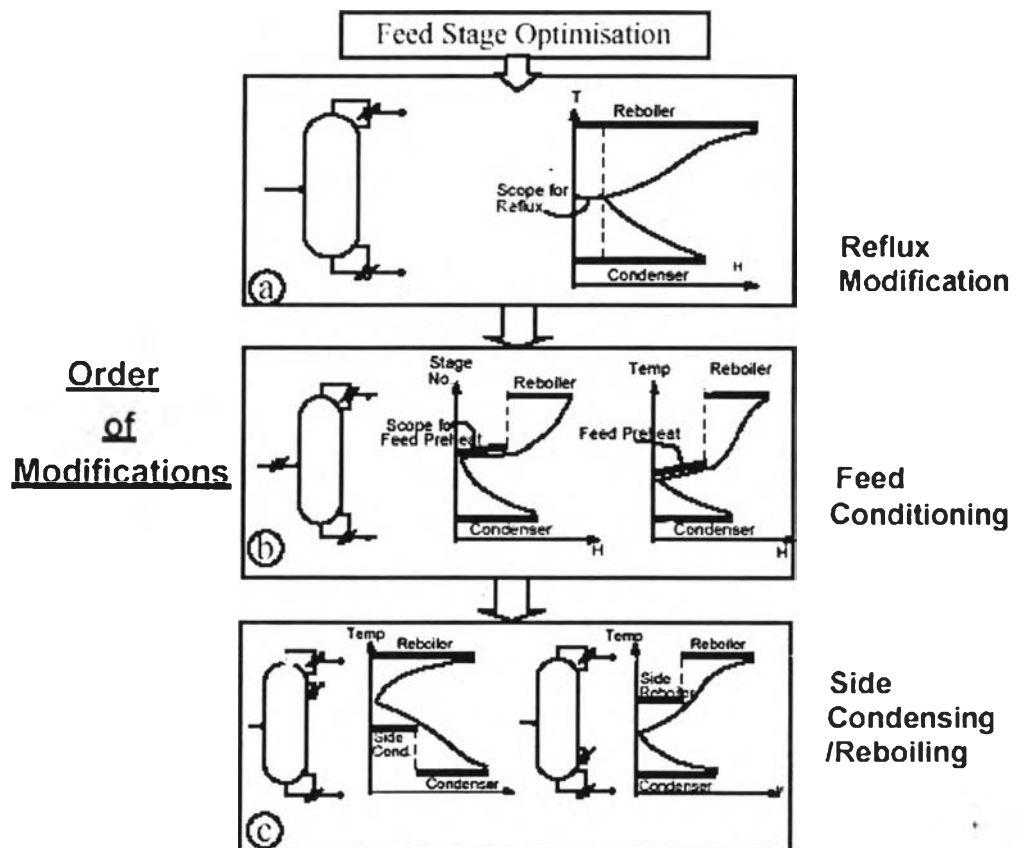 Feed Stage Optimisation
T
Reboiler
Scope for
Reflux
Condenser
H
a
Reflux
Modification
Order
of
Modifications
Stage
No.
Reboiler
Scope for
Feed Preheat
Condenser
H
Temp
Reboiler
Feed Preheat
Condenser
H
b
Feed
Conditioning
Temp
Reboiler
Side
Cond.
Condenser
Temp
Reboiler
Side
Reboiler
Condenser
c
Side
Condensing
/Reboiling